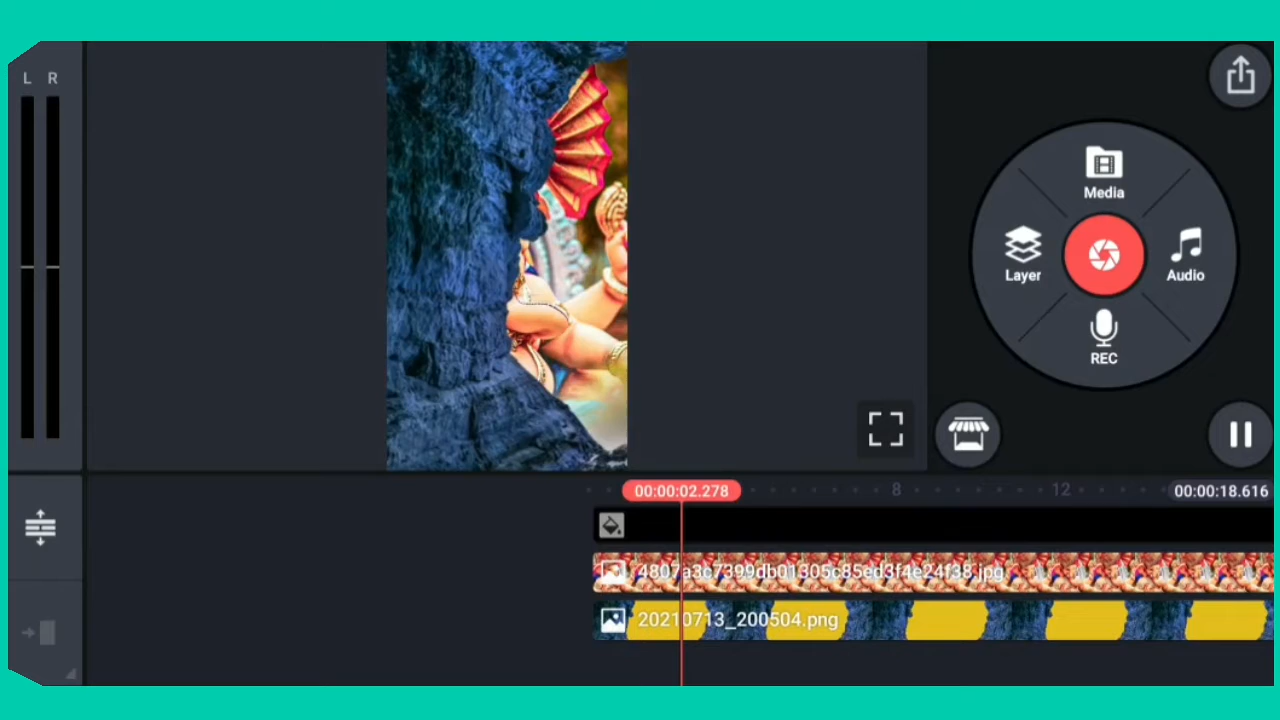 L R
Media
Layer
Audio
REC
00:00:02.278
8
12
00:00:18.616
4807a3c7399db01305c85ed3f4e24f38.jpg
20210713_200504.png